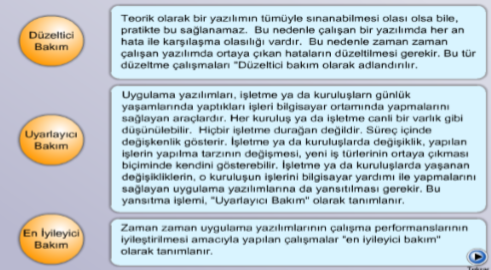 Düzeltici
Bakım
Teorik olarak bir yazılımın tümüyle sınanabilmesi olası olsa bile,
pratikte bu sağlanamaz. Bu nedenle çalışan bir yazılımda her an
hata ile karşılaşma olasılığı vardır. Bu nedenle zaman zaman
çalışan yazılımda ortaya çıkan hataların düzeltilmesi gerekir. Bu tür
düzeltme çalışmaları "Düzeltici bakım olarak adlandırılır.
Uyarlayıcı
Bakım
Uygulama yazılımları, işletme ya da kuruluşların günlük
yaşamlarında yaptıkları işleri bilgisayar ortamında yapmalarını
sağlayan araçlardır. Her kuruluş ya da işletme canlı bir varlık gibi
düşünülebilir. Hiçbir işletme durağan değildir. Süreç içinde
değişkenlik gösterir. İşletme ya da kuruluşlarda değişiklik, yapılan
işlerin yapılma tarzının değişmesi, yeni iş türlerinin ortaya çıkması
biçiminde kendini gösterebilir. İşletme ya da kuruluşlarda yaşanan
değişikliklerin, o kuruluşun işlerini bilgisayar yardımı ile yapmalarını
sağlayan uygulama yazılımlarına da yansıtılması gerekir. Bu
yansıtma işlemi, "Uyarlayıcı Bakım" olarak tanımlanır.
En İyileyici
Bakım
Zaman zaman uygulama yazılımlarının çalışma performanslarının
iyileştirilmesi amacıyla yapılan çalışmalar "en iyileyici bakım"
olarak tanımlanır.